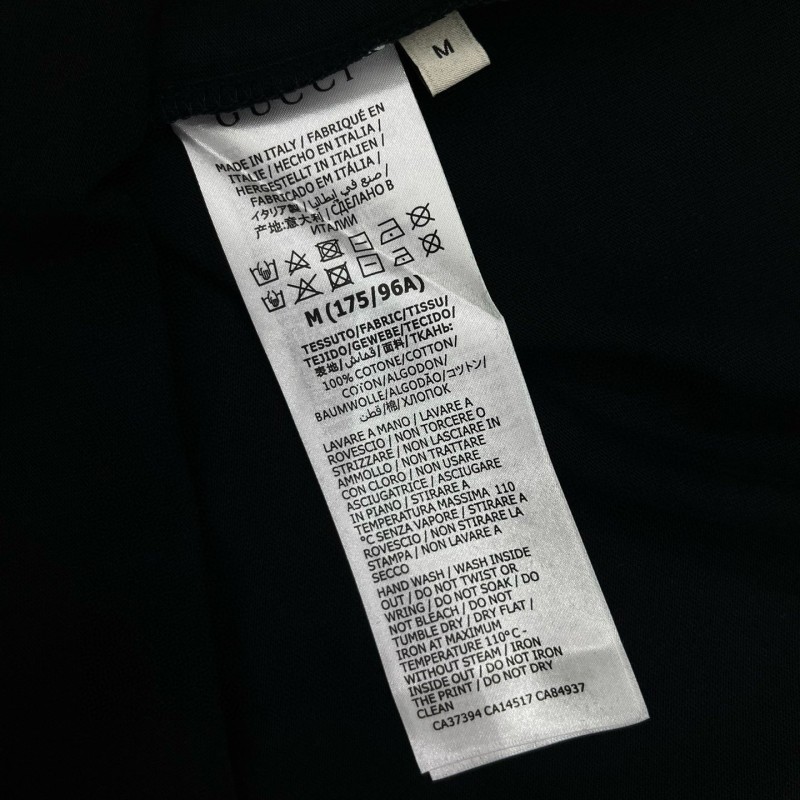 M
GUCCI
MADE IN ITALY / FABRIQUÉ EN
ITALIE / HECHO EN ITALIA /
HERGESTELLT IN ITALIEN /
FABRICADO EM ITÁLIA /
イタリア製 / صنع في إيطاليا /
产地:意大利 / СДЕЛАНО В
ИТАЛИИ
M (175/96A)
TESSUTO/FABRIC/TISSU/
TEJIDO/GEWEBE/TECIDO/
表地/قماش/面料/ТКАНЬ:
100% COTONE/COTTON/
COTON/ALGODON/
BAUMWOLLE/ALGODÃO/コットン/
قطن/棉/ХЛОПОК
LAVARE A MANO / LAVARE A
ROVESCIO / NON TORCERE O
STRIZZARE / NON LASCIARE IN
AMMOLLO / NON TRATTARE
CON CLORO / NON USARE
ASCIUGATRICE / ASCIUGARE
IN PIANO / STIRARE A
TEMPERATURA MASSIMA 110
°C SENZA VAPORE / STIRARE A
ROVESCIO / NON STIRARE LA
STAMPA / NON LAVARE A
SECCO
HAND WASH / WASH INSIDE
OUT / DO NOT TWIST OR
WRING / DO NOT SOAK / DO
NOT BLEACH / DO NOT
TUMBLE DRY / DRY FLAT /
IRON AT MAXIMUM
TEMPERATURE 110°C -
WITHOUT STEAM / IRON
INSIDE OUT / DO NOT IRON
THE PRINT / DO NOT DRY
CLEAN
CA37394 CA14517 CA84937